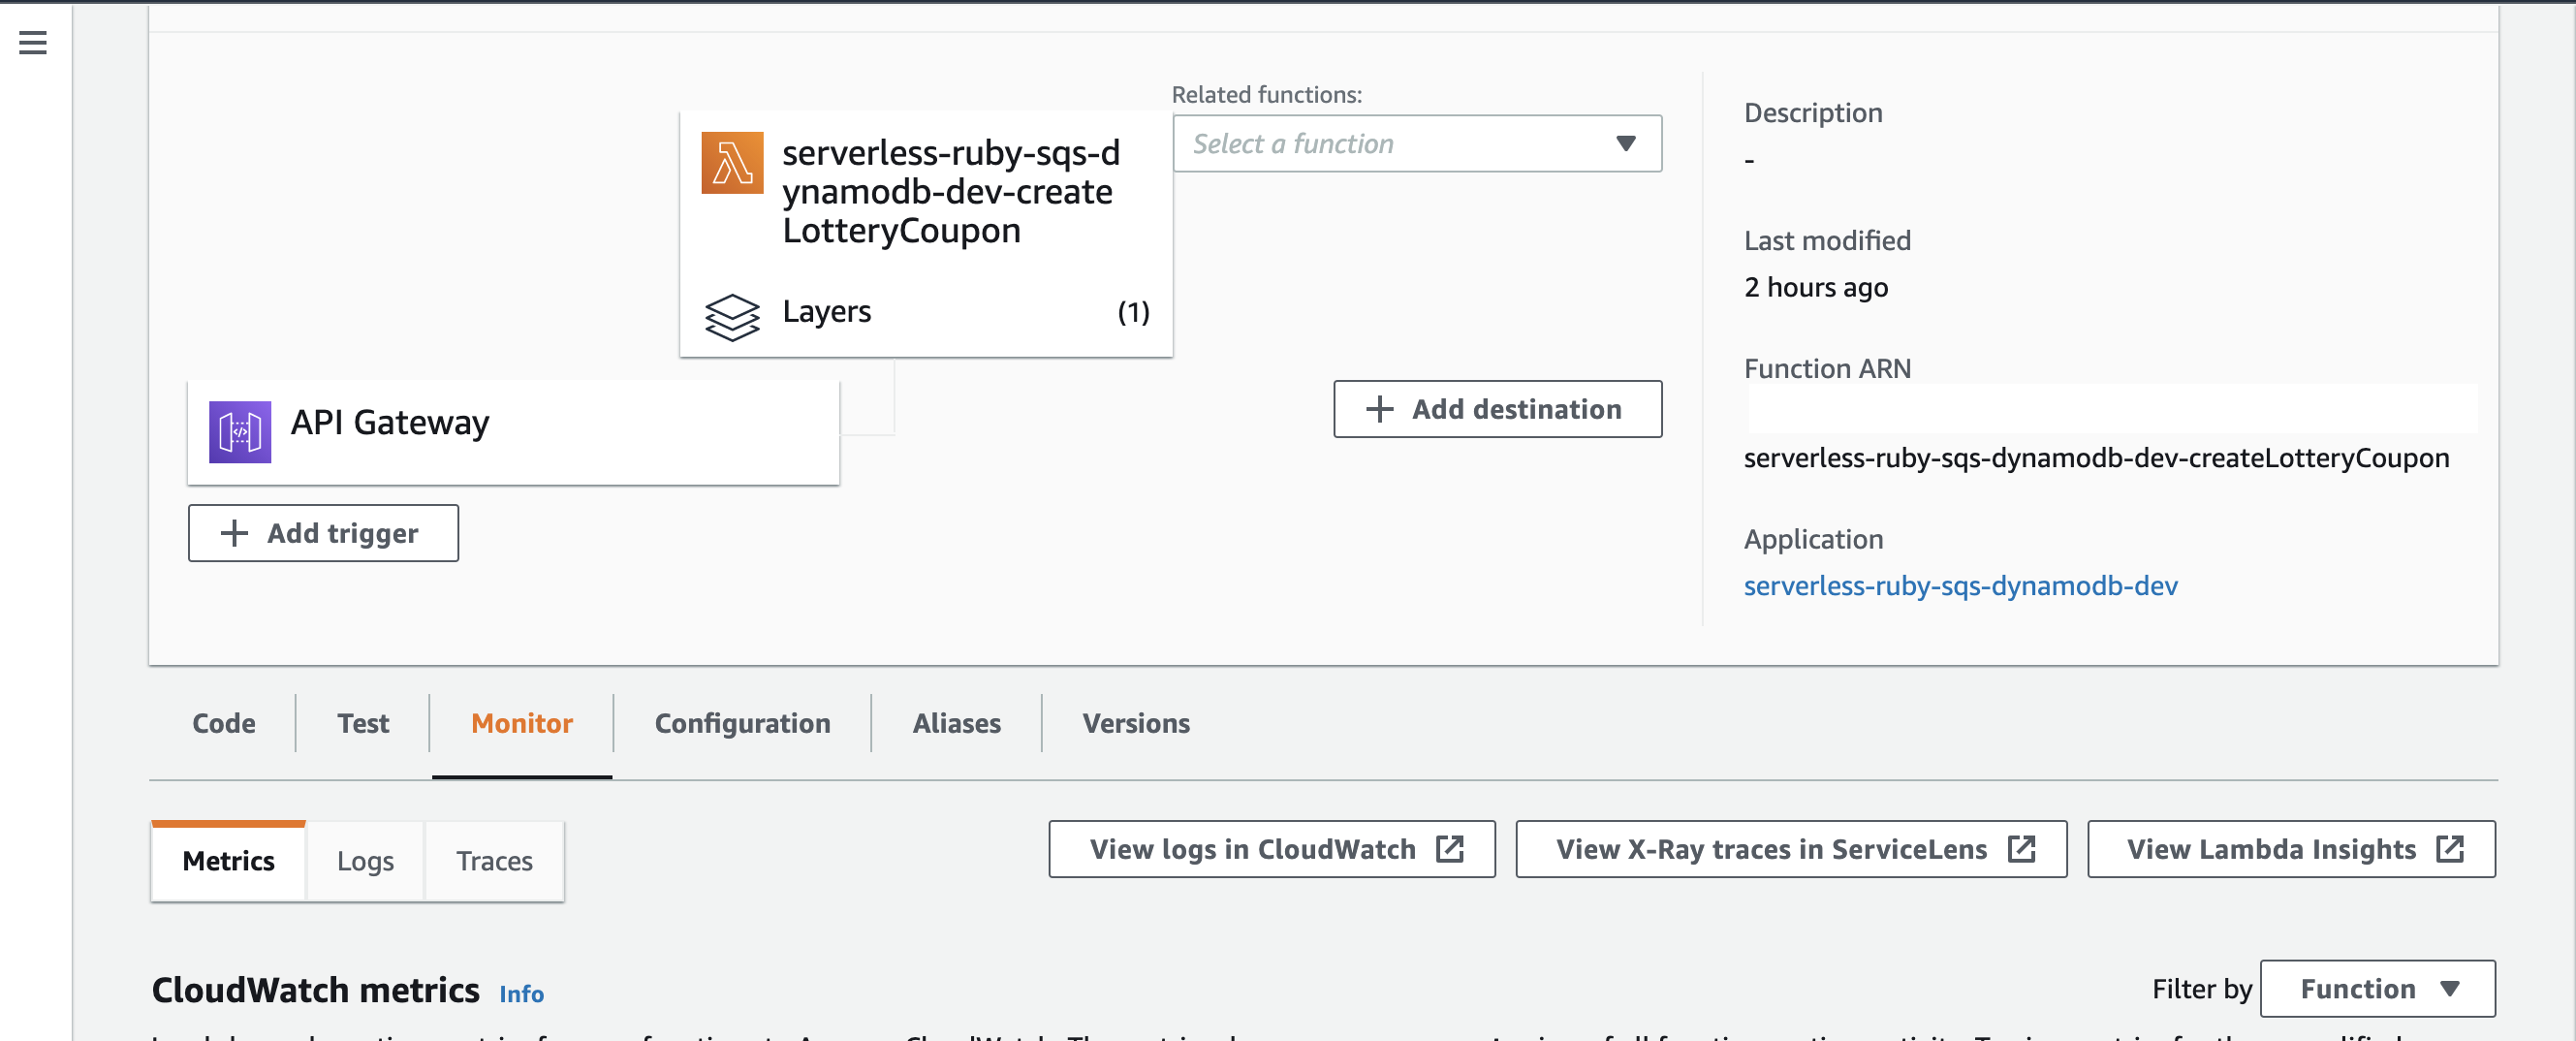 Related functions:
Select a function
serverless-ruby-sqs-d
ynamodb-dev-create
LotteryCoupon
Layers (1)
API Gateway
+ Add trigger
+ Add destination
Description
-
Last modified
2 hours ago
Function ARN
serverless-ruby-sqs-dynamodb-dev-createLotteryCoupon
Application
serverless-ruby-sqs-dynamodb-dev
Code Test Monitor Configuration Aliases Versions
Metrics Logs Traces
View logs in CloudWatch View X-Ray traces in ServiceLens View Lambda Insights
CloudWatch metrics Info
Filter by Function